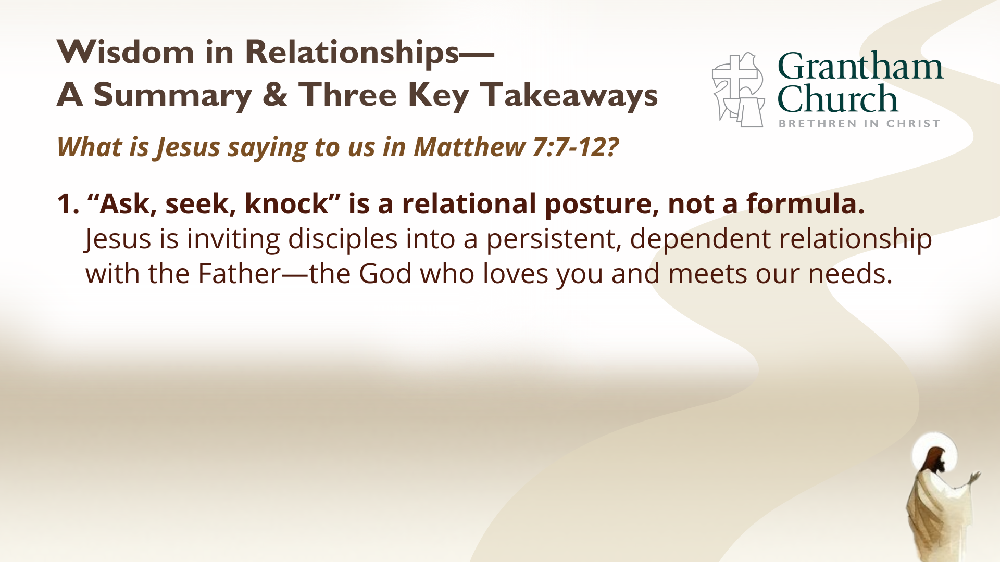 Wisdom in Relationships—
A Summary & Three Key Takeaways
Grantham
Church
BRETHREN IN CHRIST
What is Jesus saying to us in Matthew 7:7-12?
1. “Ask, seek, knock” is a relational posture, not a formula.
Jesus is inviting disciples into a persistent, dependent relationship
with the Father—the God who loves you and meets our needs.